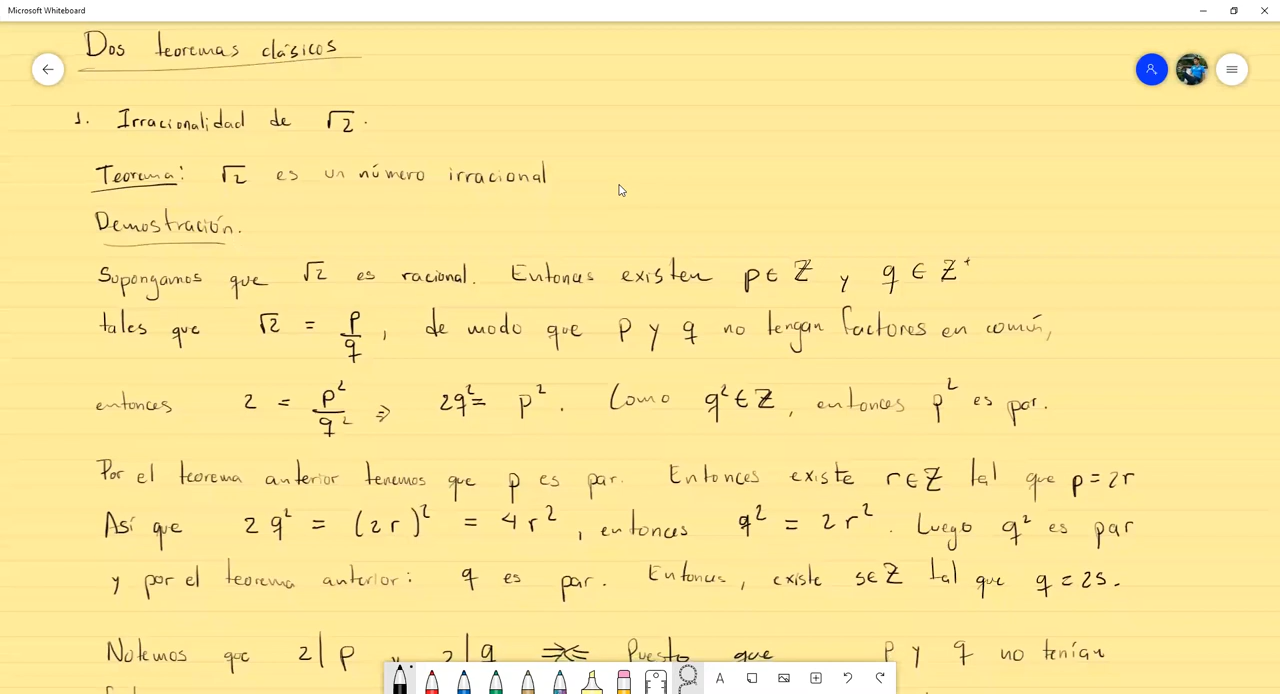 Microsoft Whiteboard
Dos teoremas clásicos
1. Irracionalidad de √2.
Teorema: √2 es un número irracional
Demostración.
Supongamos que √2 es racional. Entonces existen p ∈ Z y q ∈ Z⁺
tales que √2 = p/q, de modo que p y q no tengan factores en común,
entonces 2 = p²/q² ⇒ 2q² = p². Como q² ∈ Z, entonces p² es par.
Por el teorema anterior tenemos que p es par. Entonces existe r ∈ Z tal que p = 2r
Así que 2q² = (2r)² = 4r², entonces q² = 2r². Luego q² es par
y por el teorema anterior: q es par. Entonces, existe s ∈ Z tal que q = 2s.
Notemos que 2|p y 2|q ⇒⇐ Puesto que p y q no tenían